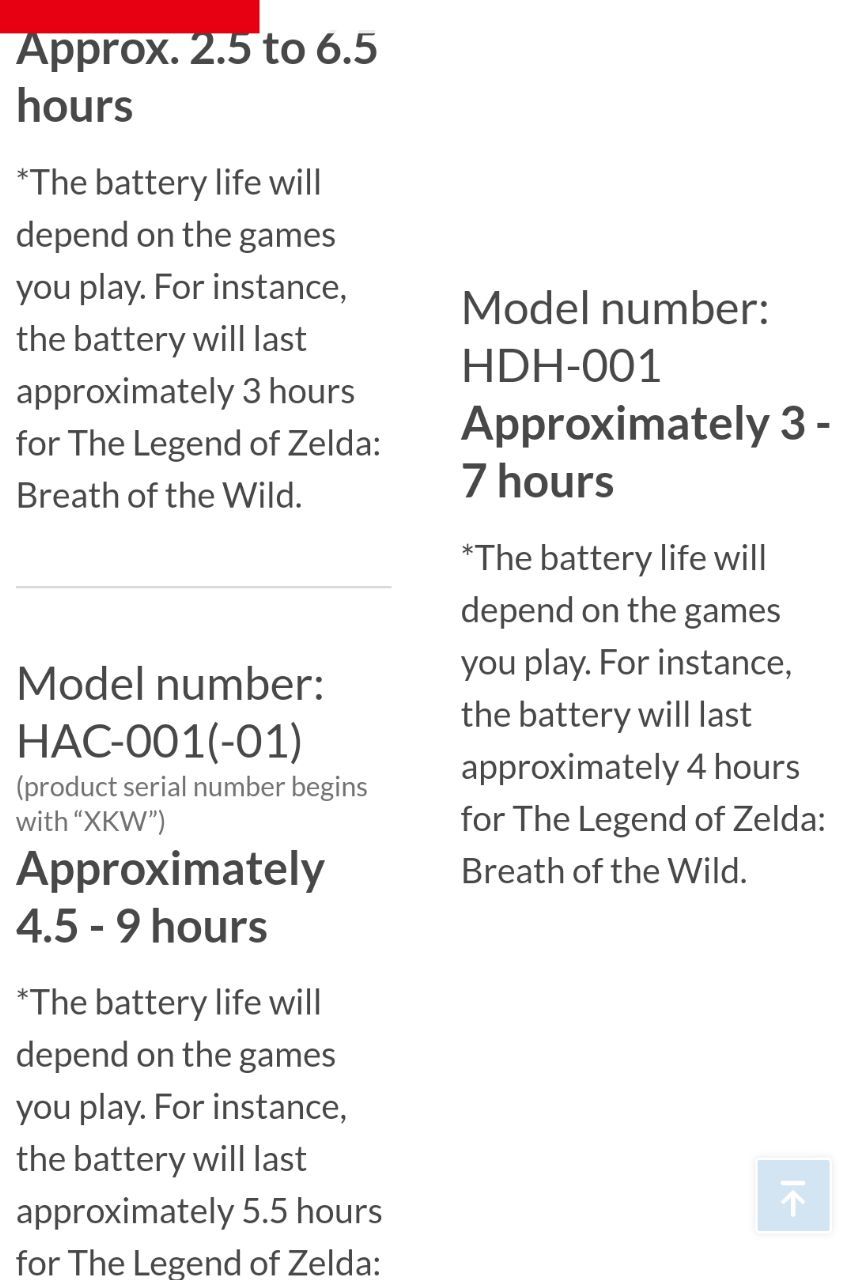 Approx. 2.5 to 6.5
hours
*The battery life will
depend on the games
you play. For instance,
the battery will last
approximately 3 hours
for The Legend of Zelda:
Breath of the Wild.
Model number:
HAC-001(-01)
(product serial number begins
with “XKW”)
Approximately
4.5 - 9 hours
*The battery life will
depend on the games
you play. For instance,
the battery will last
approximately 5.5 hours
for The Legend of Zelda:
Model number:
HDH-001
Approximately 3 -
7 hours
*The battery life will
depend on the games
you play. For instance,
the battery will last
approximately 4 hours
for The Legend of Zelda:
Breath of the Wild.